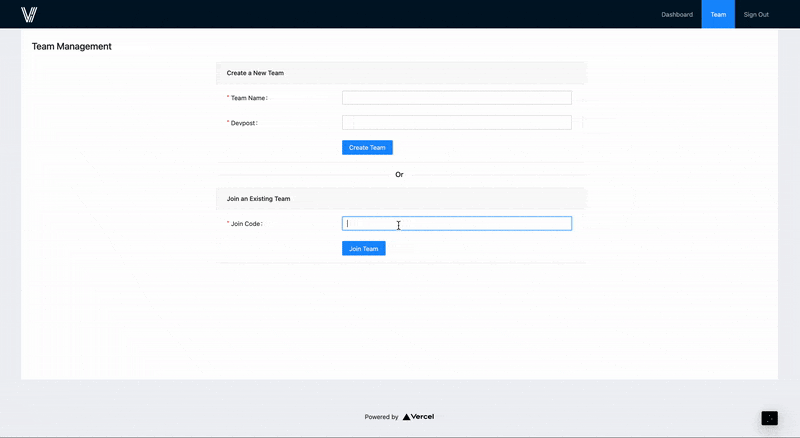 Dashboard Team Sign Out
Team Management
Create a New Team
* Team Name:
* Devpost:
Create Team
Or
Join an Existing Team
* Join Code:
Join Team
Powered by Vercel